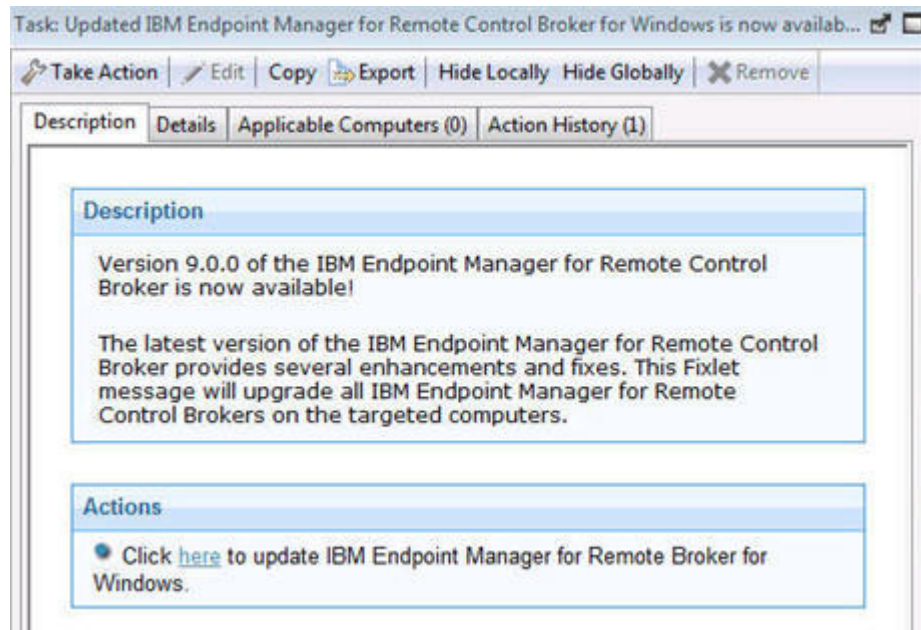 Task: Updated IBM Endpoint Manager for Remote Control Broker for Windows is now availab...
Take Action Edit Copy Export Hide Locally Hide Globally Remove
Description Details Applicable Computers (0) Action History (1)
Description
Version 9.0.0 of the IBM Endpoint Manager for Remote Control
Broker is now available!
The latest version of the IBM Endpoint Manager for Remote Control
Broker provides several enhancements and fixes. This Fixlet
message will upgrade all IBM Endpoint Manager for Remote
Control Brokers on the targeted computers.
Actions
Click here to update IBM Endpoint Manager for Remote Broker for
Windows.